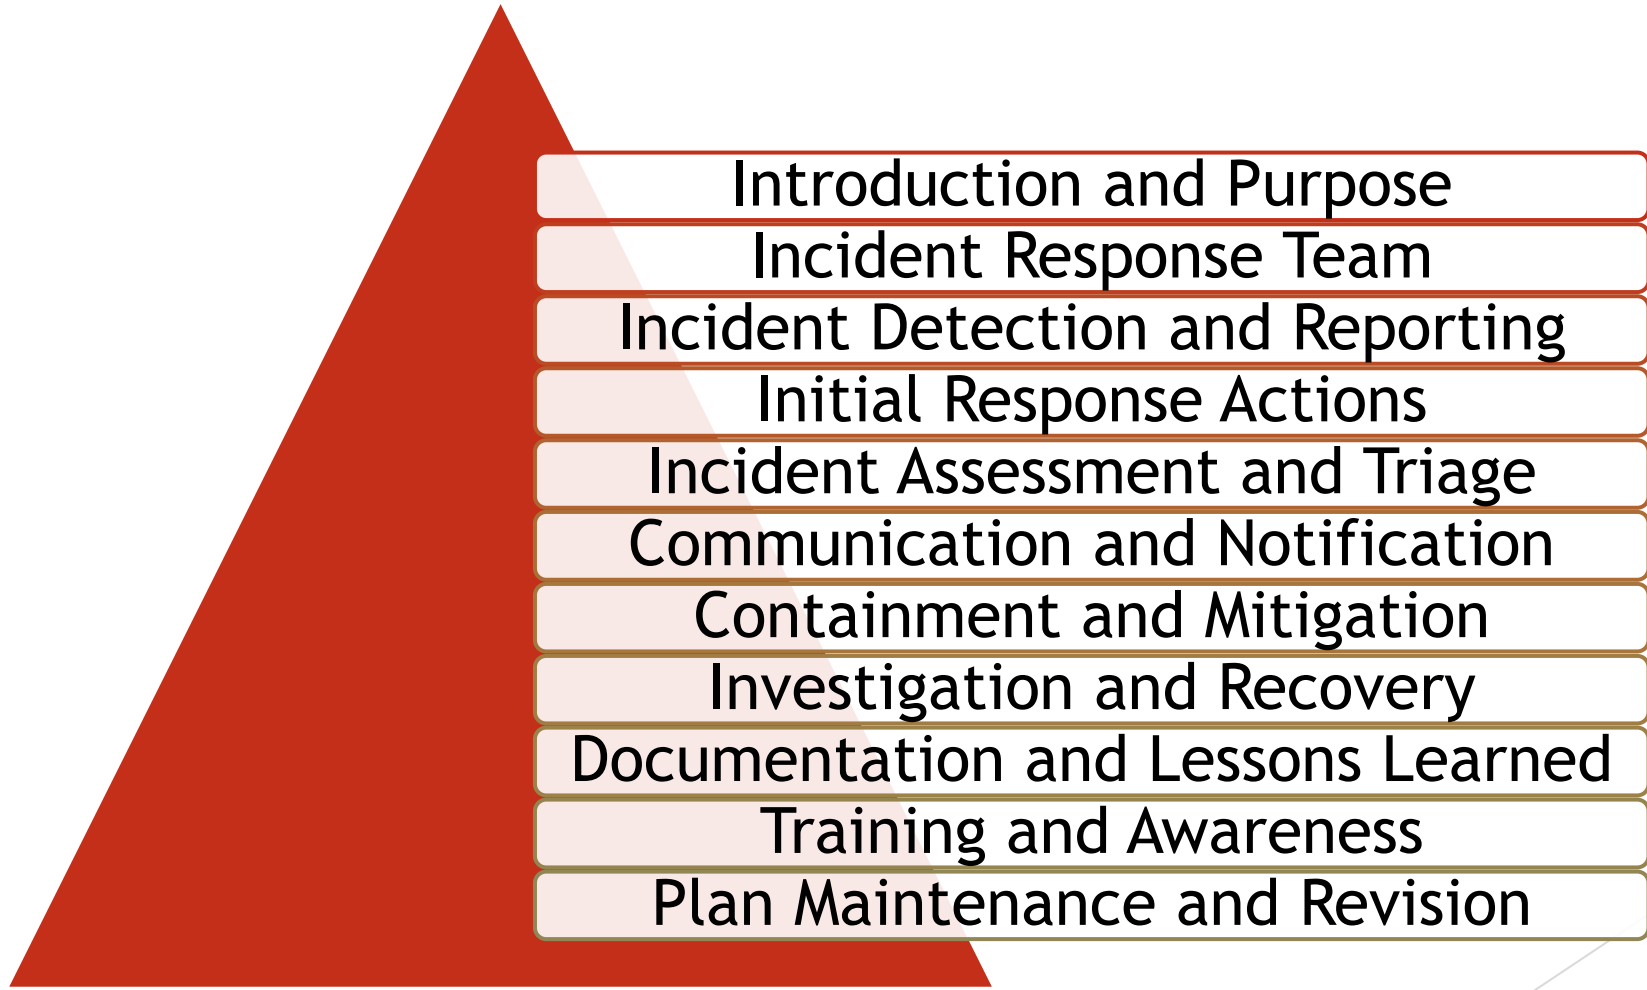 Introduction and Purpose
Incident Response Team
Incident Detection and Reporting
Initial Response Actions
Incident Assessment and Triage
Communication and Notification
Containment and Mitigation
Investigation and Recovery
Documentation and Lessons Learned
Training and Awareness
Plan Maintenance and Revision